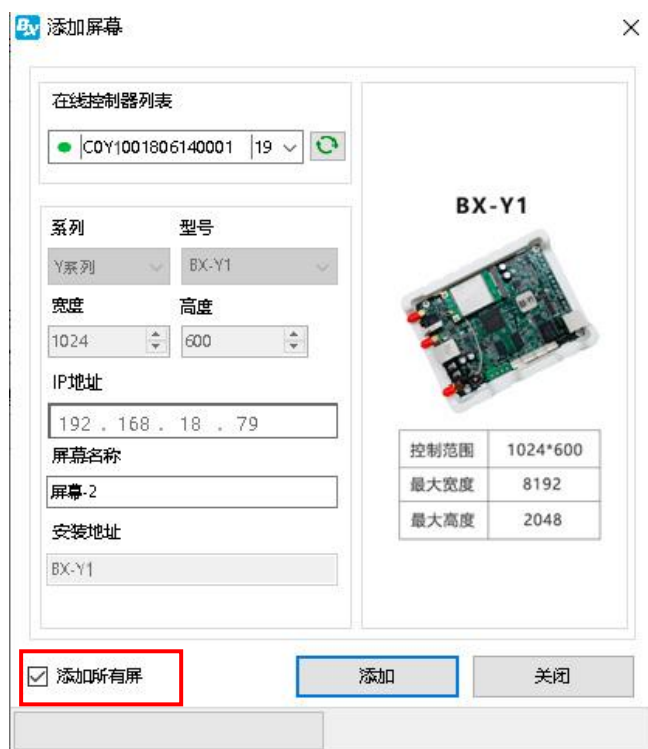 BX 添加屏幕
在线控制器列表
C0Y1001806140001 19
系列 型号
Y系列 BX-Y1
宽度 高度
1024 600
IP地址
192 . 168 . 18 . 79
屏幕名称
屏幕-2
安装地址
BX-Y1
BX-Y1
控制范围 1024*600
最大宽度 8192
最大高度 2048
添加所有屏 添加 关闭